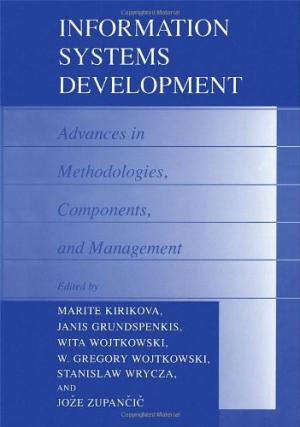 INFORMATION
SYSTEMS
DEVELOPMENT
Advances in
Methodologies,
Components,
and Management
Edited by
MARITE KIRIKOVA,
JANIS GRUNDSPENKIS,
WITA WOJTKOWSKI,
W. GREGORY WOJTKOWSKI,
STANISLAW WRYCZA,
AND
JOŽE ZUPANČIČ